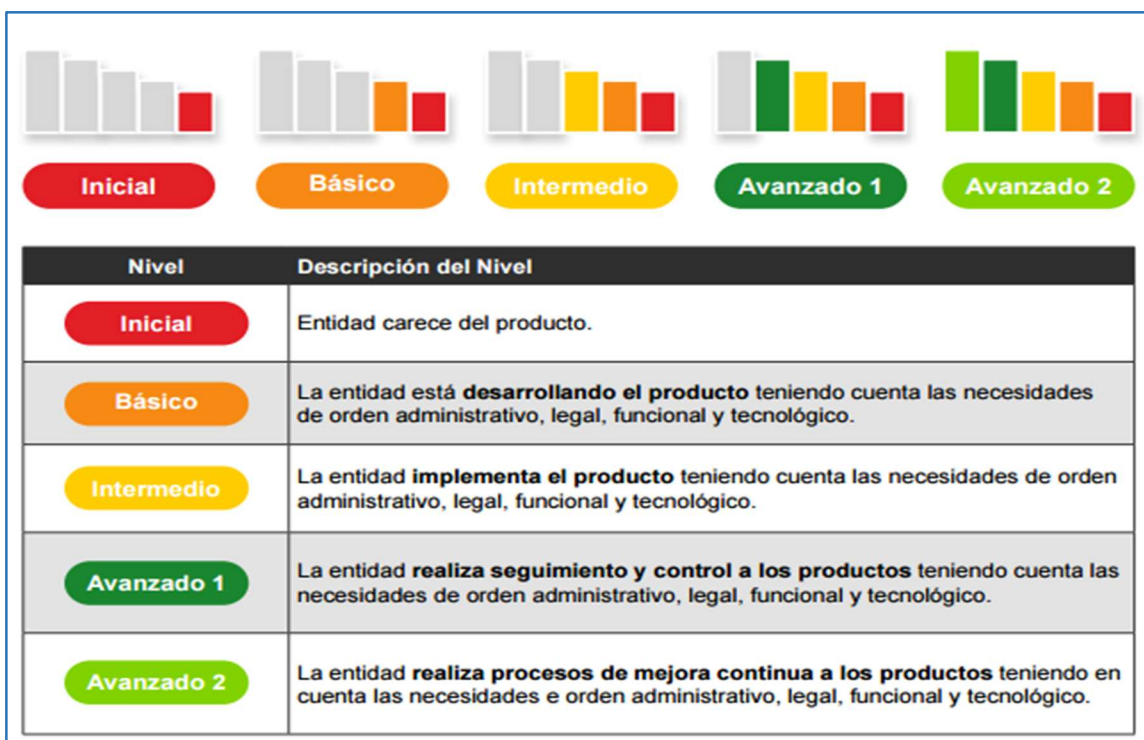 Inicial
Básico
Intermedio
Avanzado 1
Avanzado 2
Nivel
Descripción del Nivel
Inicial
Entidad carece del producto.
Básico
La entidad está desarrollando el producto teniendo cuenta las necesidades
de orden administrativo, legal, funcional y tecnológico.
Intermedio
La entidad implementa el producto teniendo cuenta las necesidades de orden
administrativo, legal, funcional y tecnológico.
Avanzado 1
La entidad realiza seguimiento y control a los productos teniendo cuenta las
necesidades de orden administrativo, legal, funcional y tecnológico.
Avanzado 2
La entidad realiza procesos de mejora continua a los productos teniendo en
cuenta las necesidades e orden administrativo, legal, funcional y tecnológico.